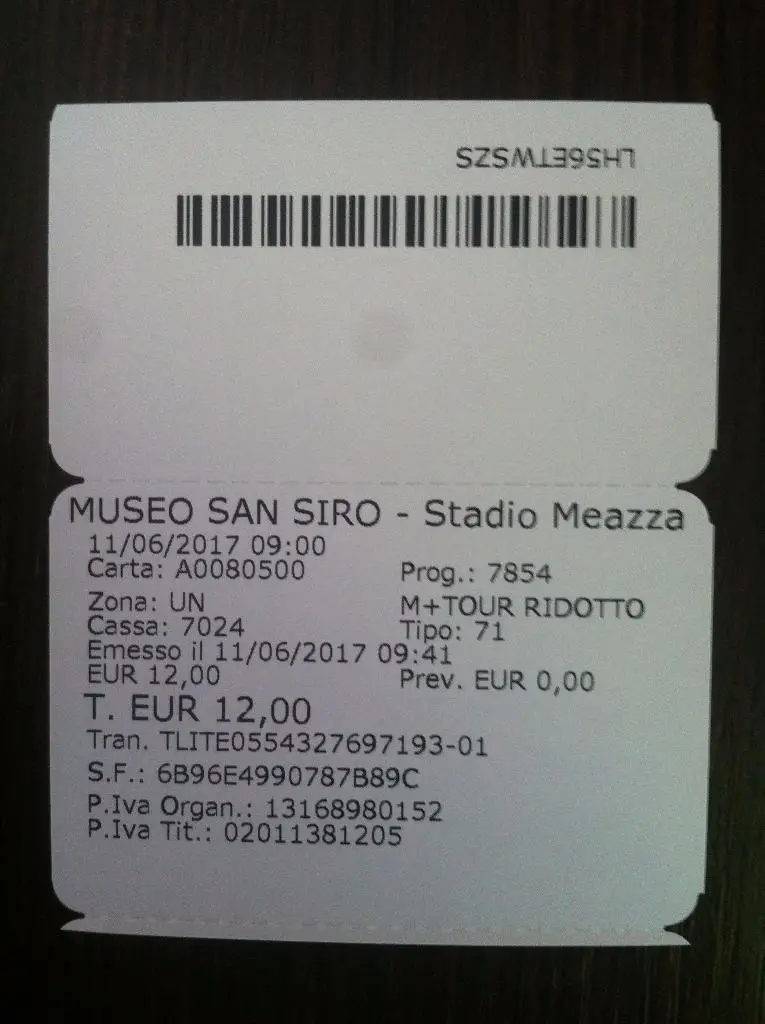 LH56ETWSZS
MUSEO SAN SIRO - Stadio Meazza
11/06/2017 09:00
Carta: A0080500 Prog.: 7854
Zona: UN M+TOUR RIDOTTO
Cassa: 7024 Tipo: 71
Emesso il 11/06/2017 09:41
EUR 12,00 Prev. EUR 0,00
T. EUR 12,00
Tran. TLITE0554327697193-01
S.F.: 6B96E4990787B89C
P.Iva Organ.: 13168980152
P.Iva Tit.: 02011381205